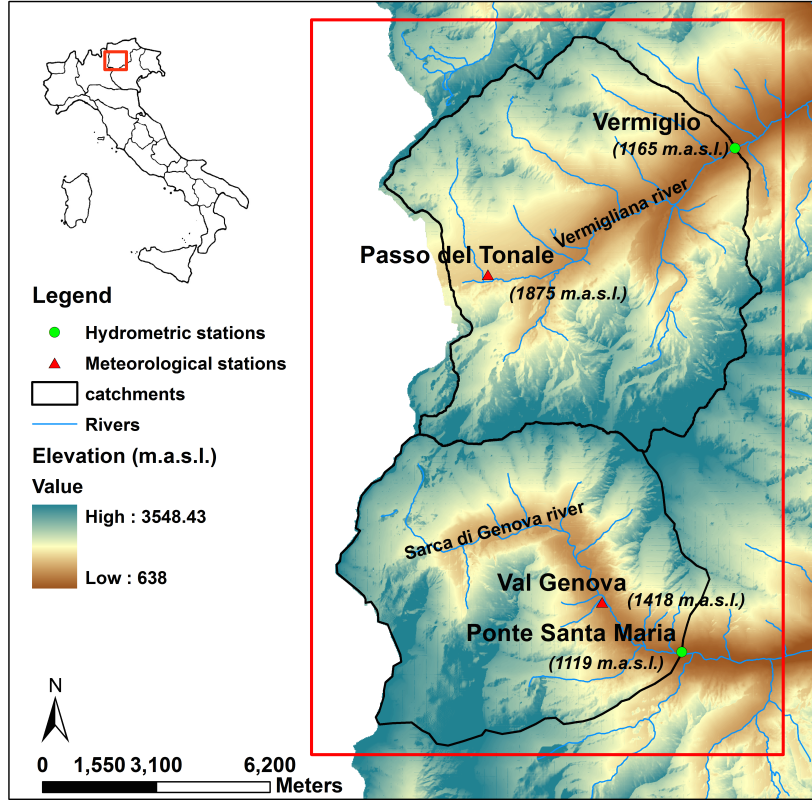 Vermiglio
(1165 m.a.s.l.)
Vermigliana river
Passo del Tonale
(1875 m.a.s.l.)
Legend
Hydrometric stations
Meteorological stations
catchments
Rivers
Elevation (m.a.s.l.)
Value
High : 3548.43
Low : 638
Sarca di Genova river
Val Genova
(1418 m.a.s.l.)
Ponte Santa Maria
(1119 m.a.s.l.)
N
0 1,550 3,100 6,200
Meters